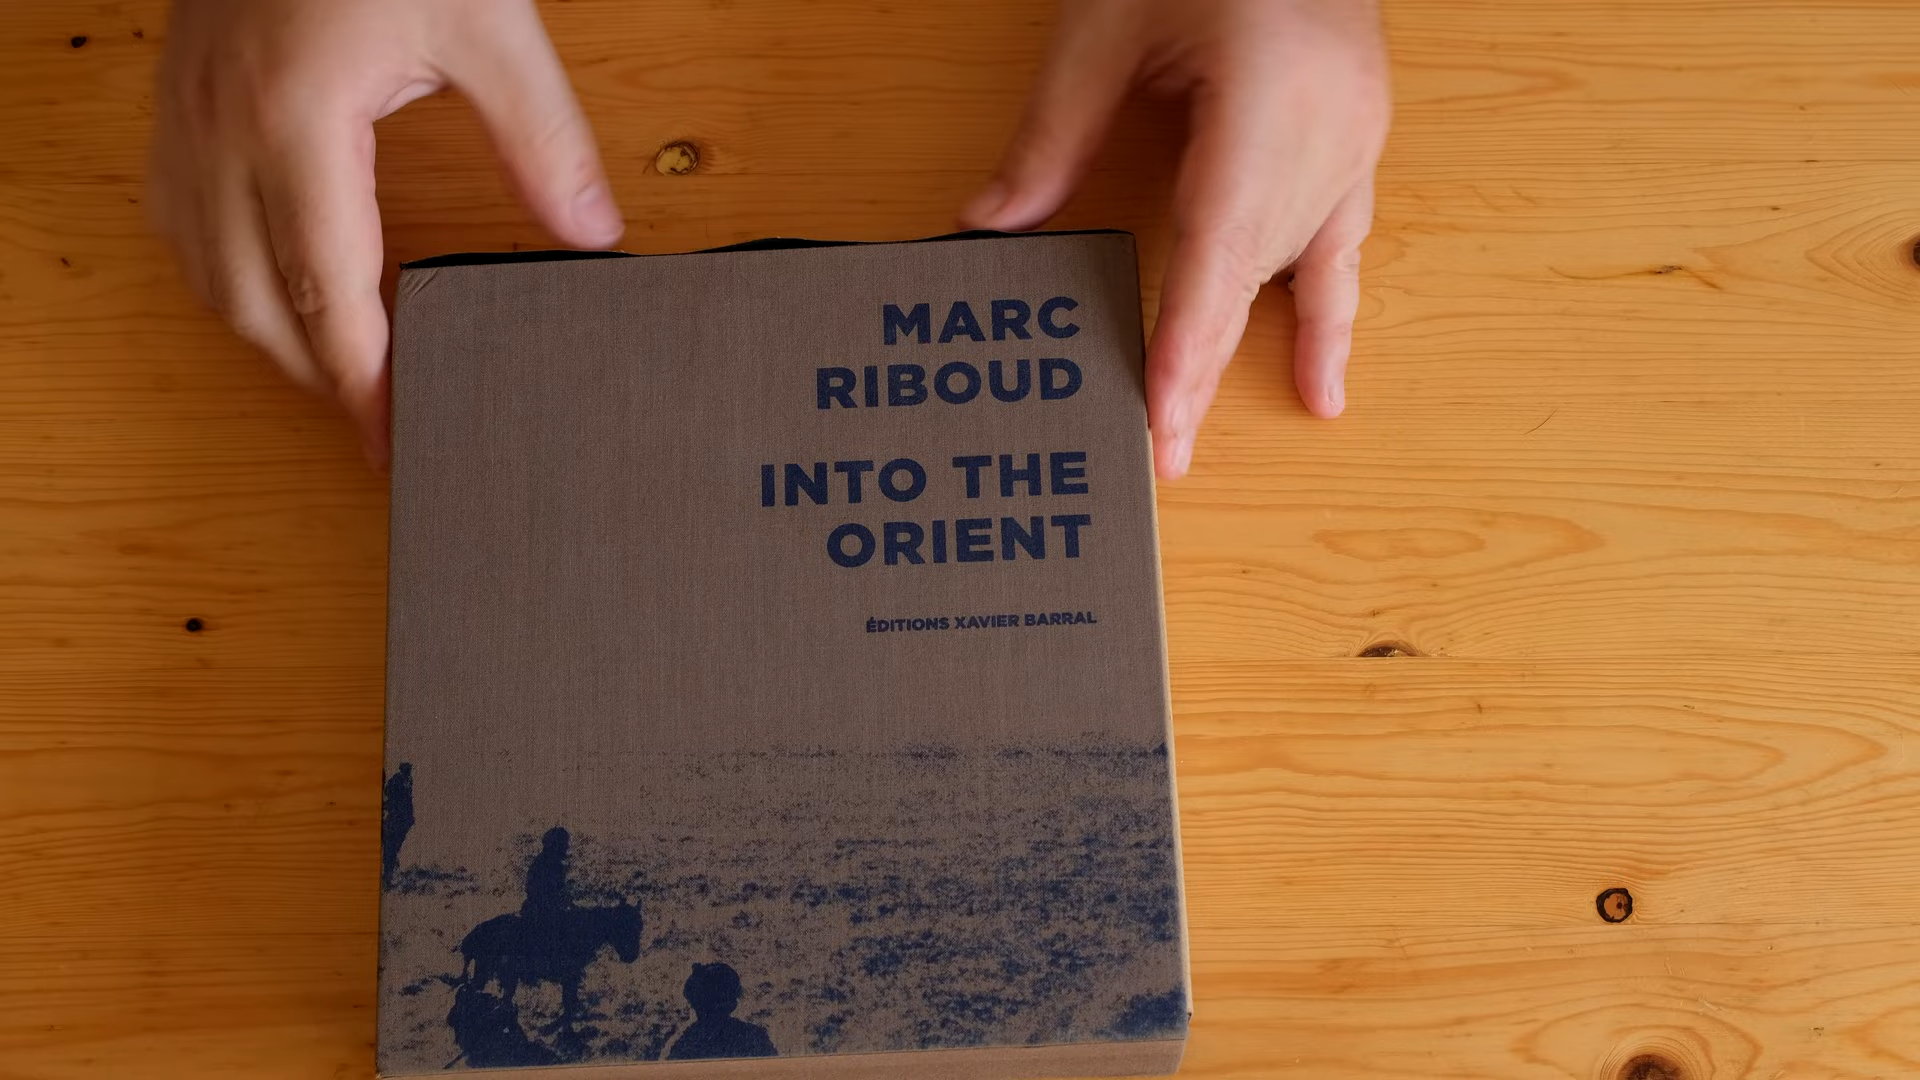 MARC
RIBOUD
INTO THE
ORIENT
ÉDITIONS XAVIER BARRAL